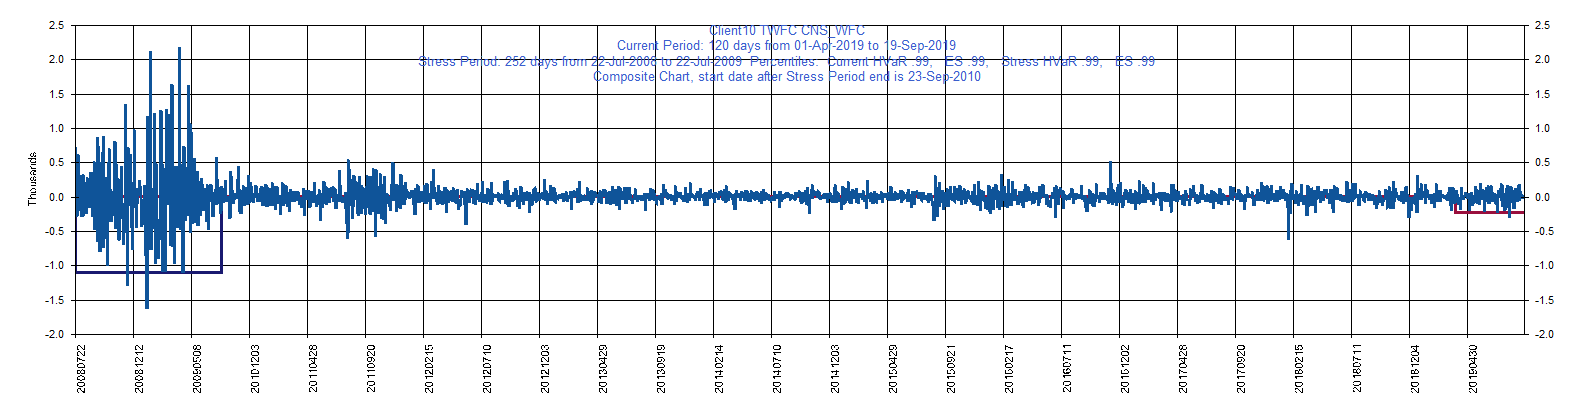 Client10 TWFC CNS_WFC
Current Period: 120 days from 01-Apr-2019 to 19-Sep-2019
Stress Period: 252 days from 22-Jul-2008 to 22-Jul-2009 Percentiles: Current HVaR .99, ES .99, Stress HVaR .99, ES .99
Composite Chart, start date after Stress Period end is 23-Sep-2010
Thousands
2.5 2.5
2.0 2.0
1.5 1.5
1.0 1.0
0.5 0.5
0.0 0.0
-0.5 -0.5
-1.0 -1.0
-1.5 -1.5
-2.0 -2.0
20080722 20081212 20090508 20101203 20110428 20110920 20120215 20120710 20121203 20130429 20130919 20140214 20140710 20141203 20150429 20150921 20160217 20160711 20161202 20170428 20170920 20180215 20180711 20181204 20190430